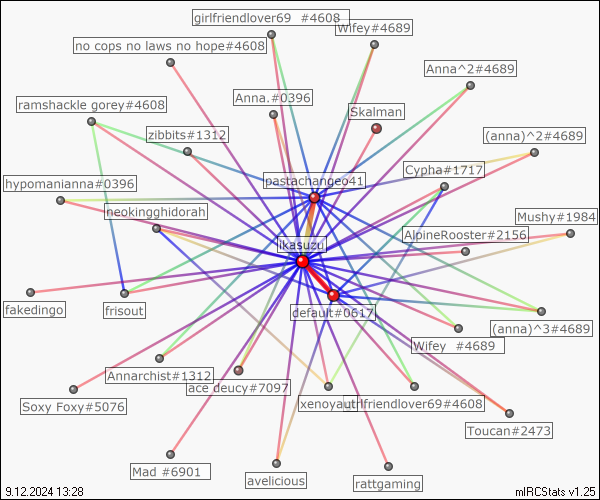 girlfriendlover69 #4608
Wifey#4689
no cops no laws no hope#4608
Anna^2#4689
ramshackle gorey#4608
Anna.#0396
Skalman
zibbits#1312
(anna)^2#4689
pastachangeo41
Cypha#1717
hypomanianna#0396
neokingghidorah
Mushy#1984
AlpineRooster#2156
ikasuzu
fakedingo
frisout
default#0617
(anna)^3#4689
Wifey #4689
Annarchist#1312
ace deucy#7097
Soxy Foxy#5076
xenoyaut
girlfriendlover69#4608
Toucan#2473
Mad #6901
avelicious
rattgaming
9.12.2024 13:28
mIRCStats v1.25